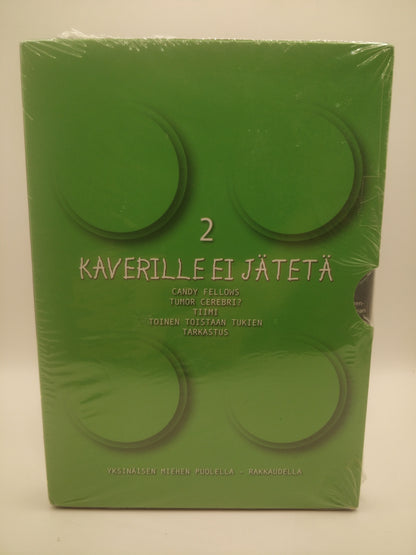 2
KAVERILLE EI JÄTETÄ
CANDY FELLOWS
TUMOR CEREBRI?
TIIMI
TOINEN TOISTAAN TUKIEN
TARKASTUS
YKSINÄISEN MIEHEN PUOLELLA - RAKKAUDELLA